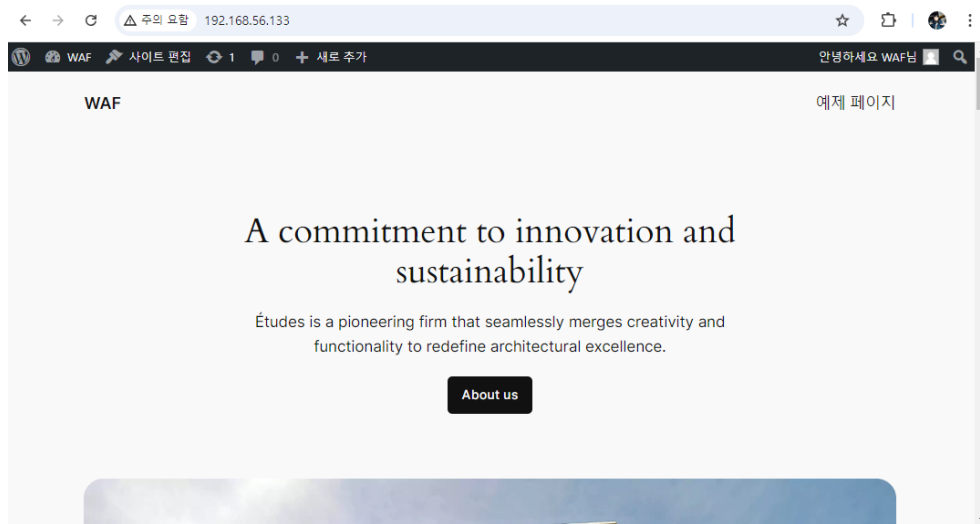 주의 요함 192.168.56.133
WAF 사이트 편집 1 0 새로 추가 안녕하세요 WAF님
WAF 예제 페이지
A commitment to innovation and
sustainability
Études is a pioneering firm that seamlessly merges creativity and
functionality to redefine architectural excellence.
About us